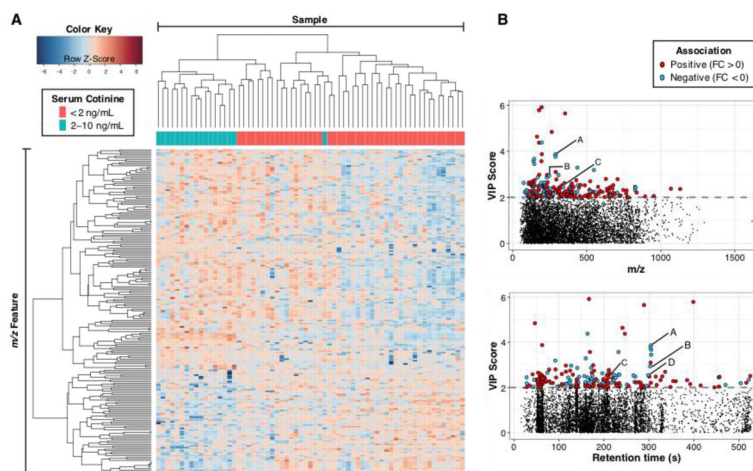 A
Sample
Color Key
Row Z-Score
-6 -4 -2 0 2 4 6
Serum Cotinine
< 2 ng/mL
2–10 ng/mL
m/z Feature
B
Association
Positive (FC > 0)
Negative (FC < 0)
VIP Score
6
4
2
0
A
B
C
0 500 1000 1500
m/z
VIP Score
6
4
2
0
A
B
C
D
0 100 200 300 400 500
Retention time (s)